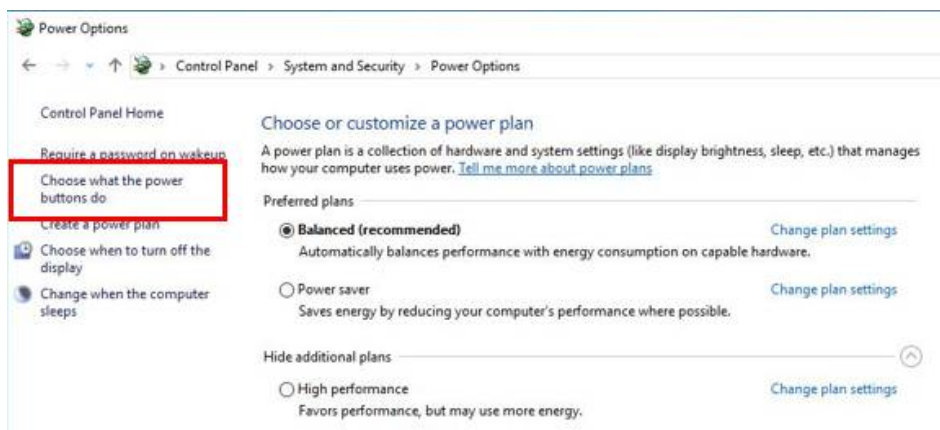 Power Options
Control Panel > System and Security > Power Options
Control Panel Home
Require a password on wakeup
Choose what the power
buttons do
Create a power plan
Choose when to turn off the
display
Change when the computer
sleeps
Choose or customize a power plan
A power plan is a collection of hardware and system settings (like display brightness, sleep, etc.) that manages
how your computer uses power. Tell me more about power plans
Preferred plans
Balanced (recommended) Change plan settings
Automatically balances performance with energy consumption on capable hardware.
Power saver Change plan settings
Saves energy by reducing your computer's performance where possible.
Hide additional plans
High performance Change plan settings
Favors performance, but may use more energy.